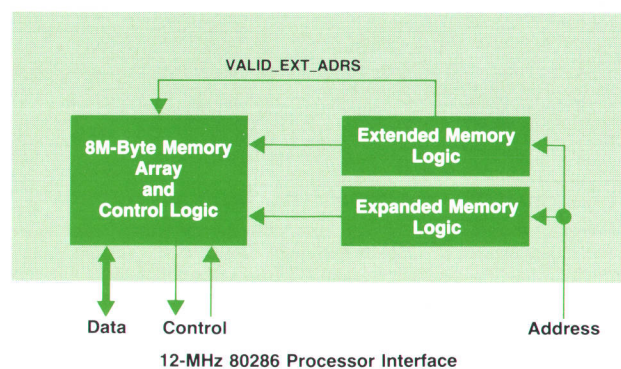 VALID_EXT_ADRS
8M-Byte Memory
Array
and
Control Logic
Extended Memory
Logic
Expanded Memory
Logic
Data
Control
Address
12-MHz 80286 Processor Interface